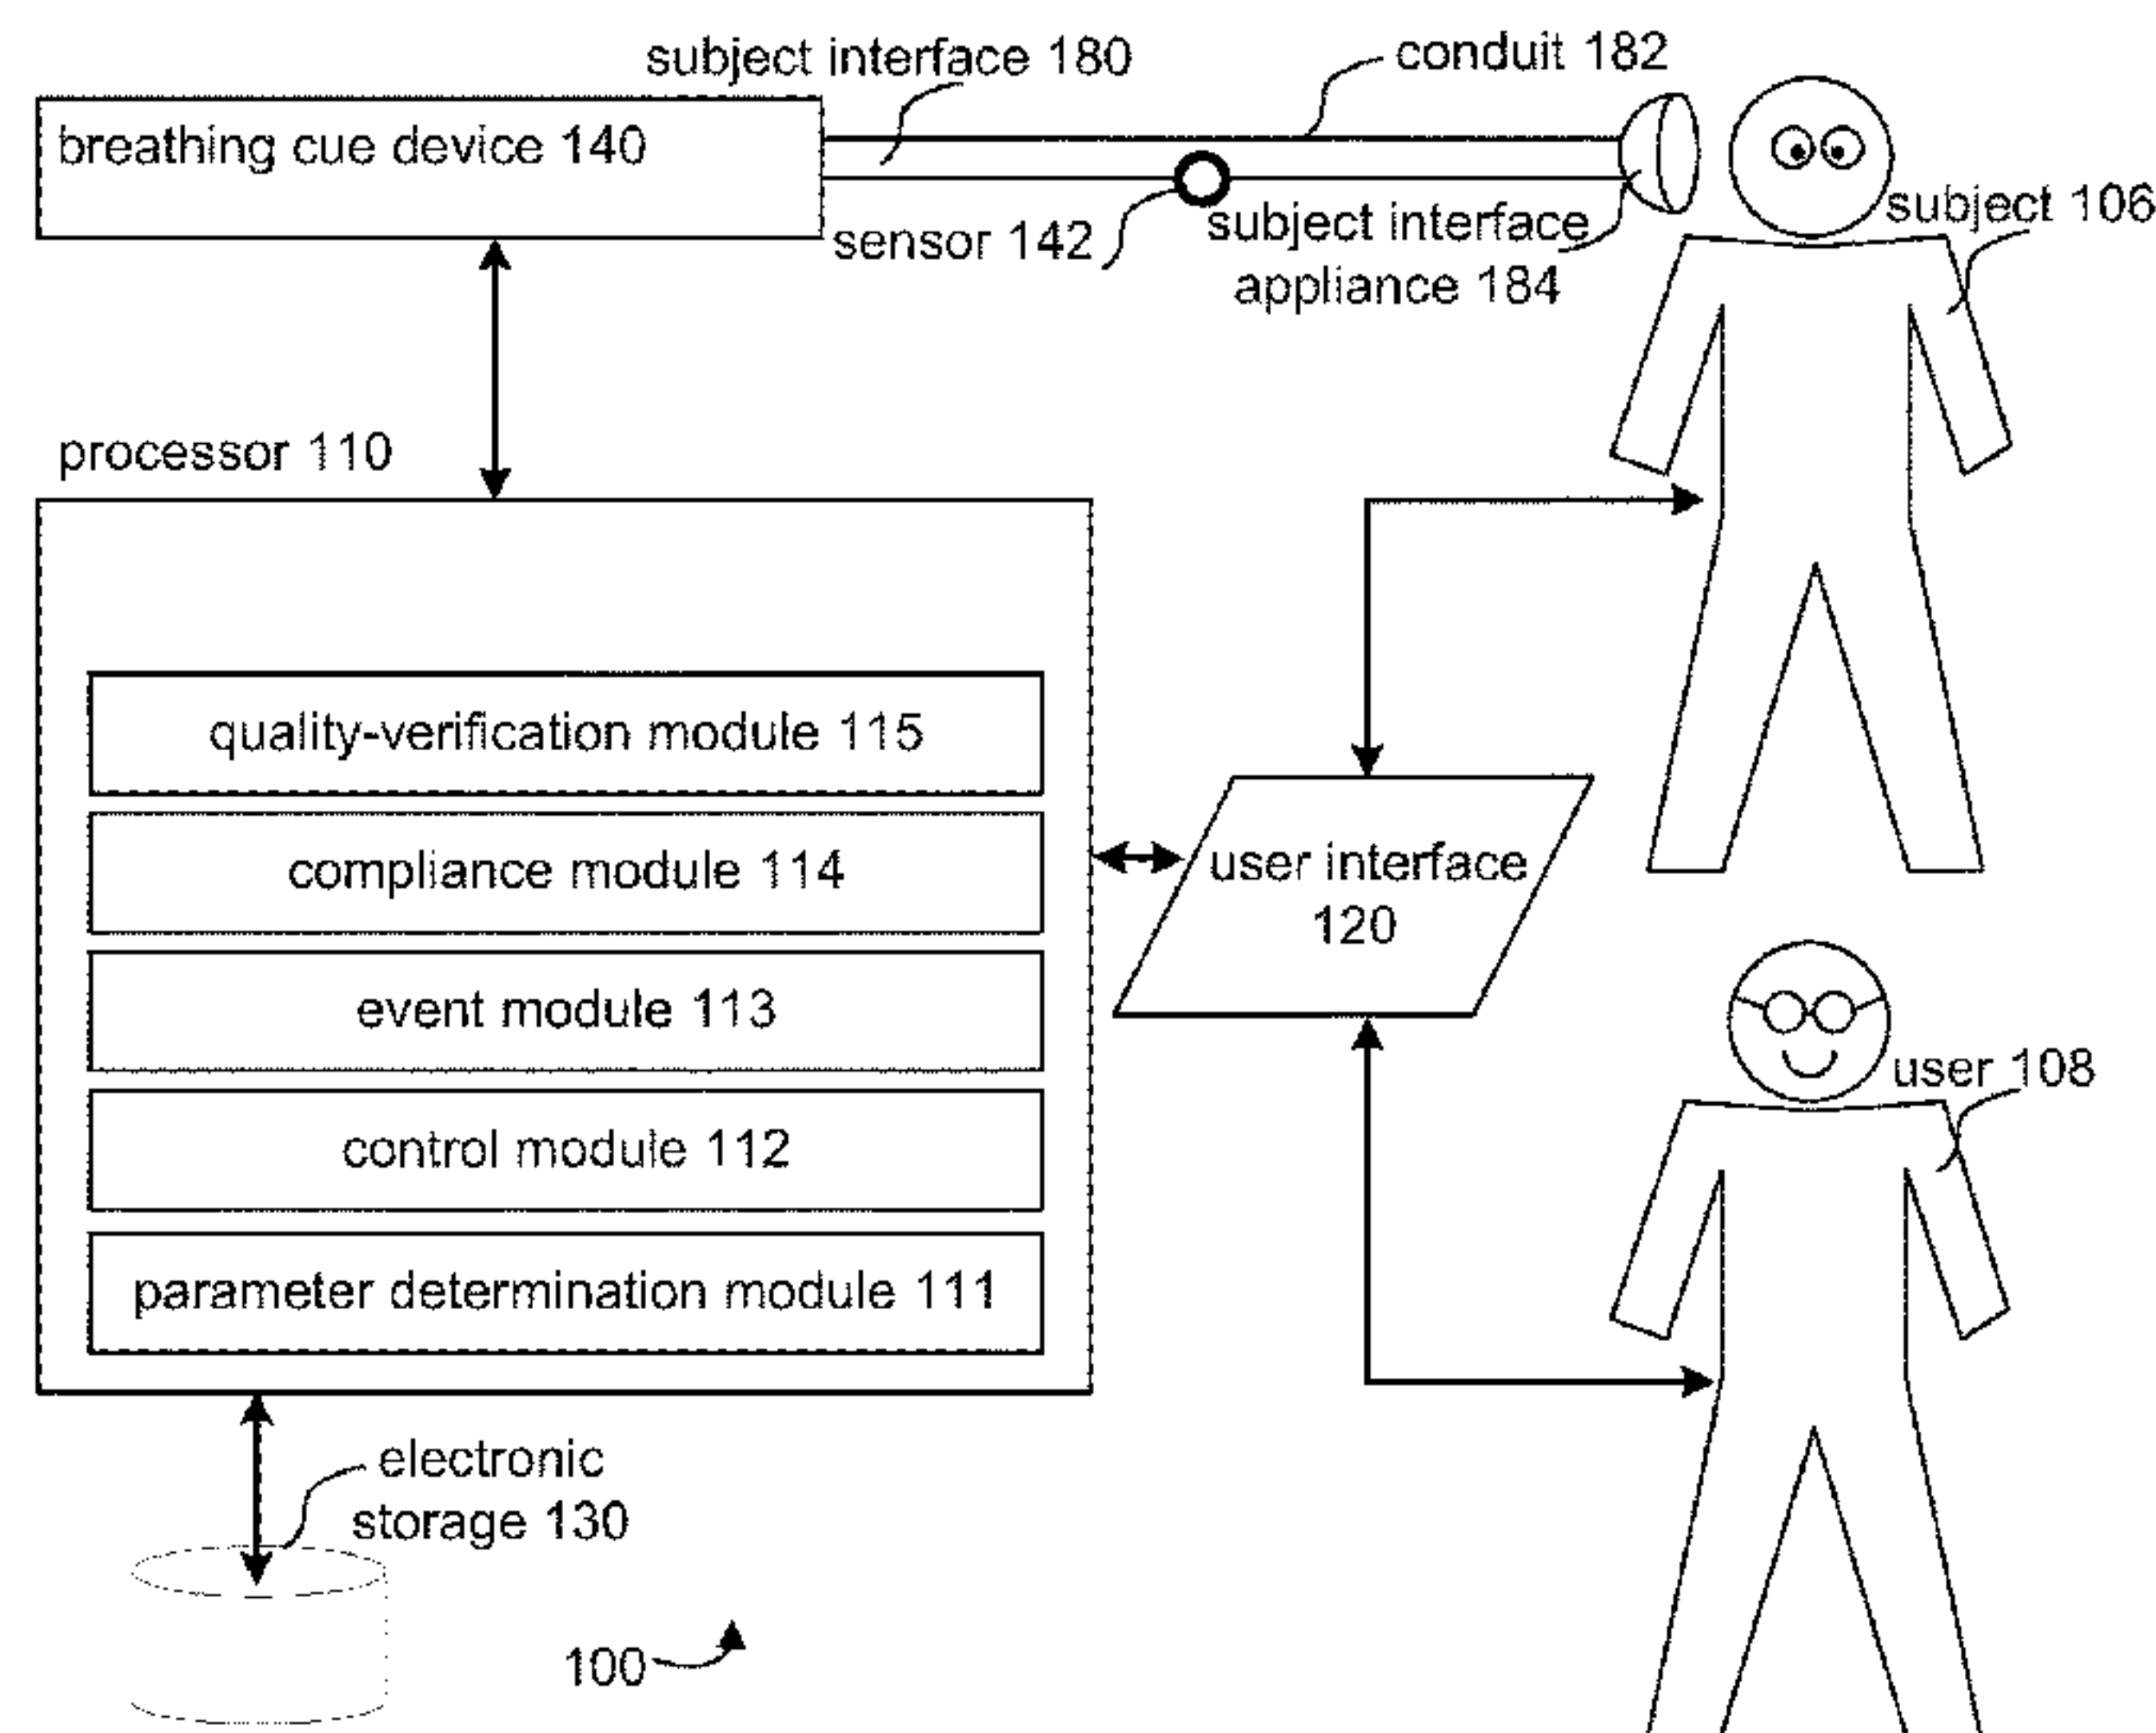 subject interface 180
conduit 182
breathing cue device 140
subject 106
sensor 142
subject interface
appliance 184
processor 110
quality-verification module 115
compliance module 114
user interface
120
event module 113
user 108
control module 112
parameter determination module 111
electronic
storage 130
100